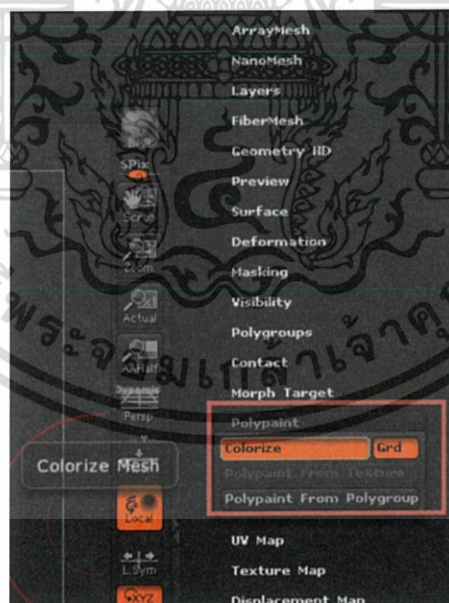 ArrayMesh
NanoMesh
Layers
FiberMesh
Geometry HD
Preview
Surface
Deformation
Masking
Visibility
Polygroups
Contact
Morph Target
Polypaint
Colorize Grd
Polypaint From Texture
Polypaint From Polygroup
UV Map
Texture Map
Displacement Map
SPix
Scroll
Zoom
Actual
AAHalf
Dynamic
Persp
Colorize Mesh
Local
L.Sym
XYZ